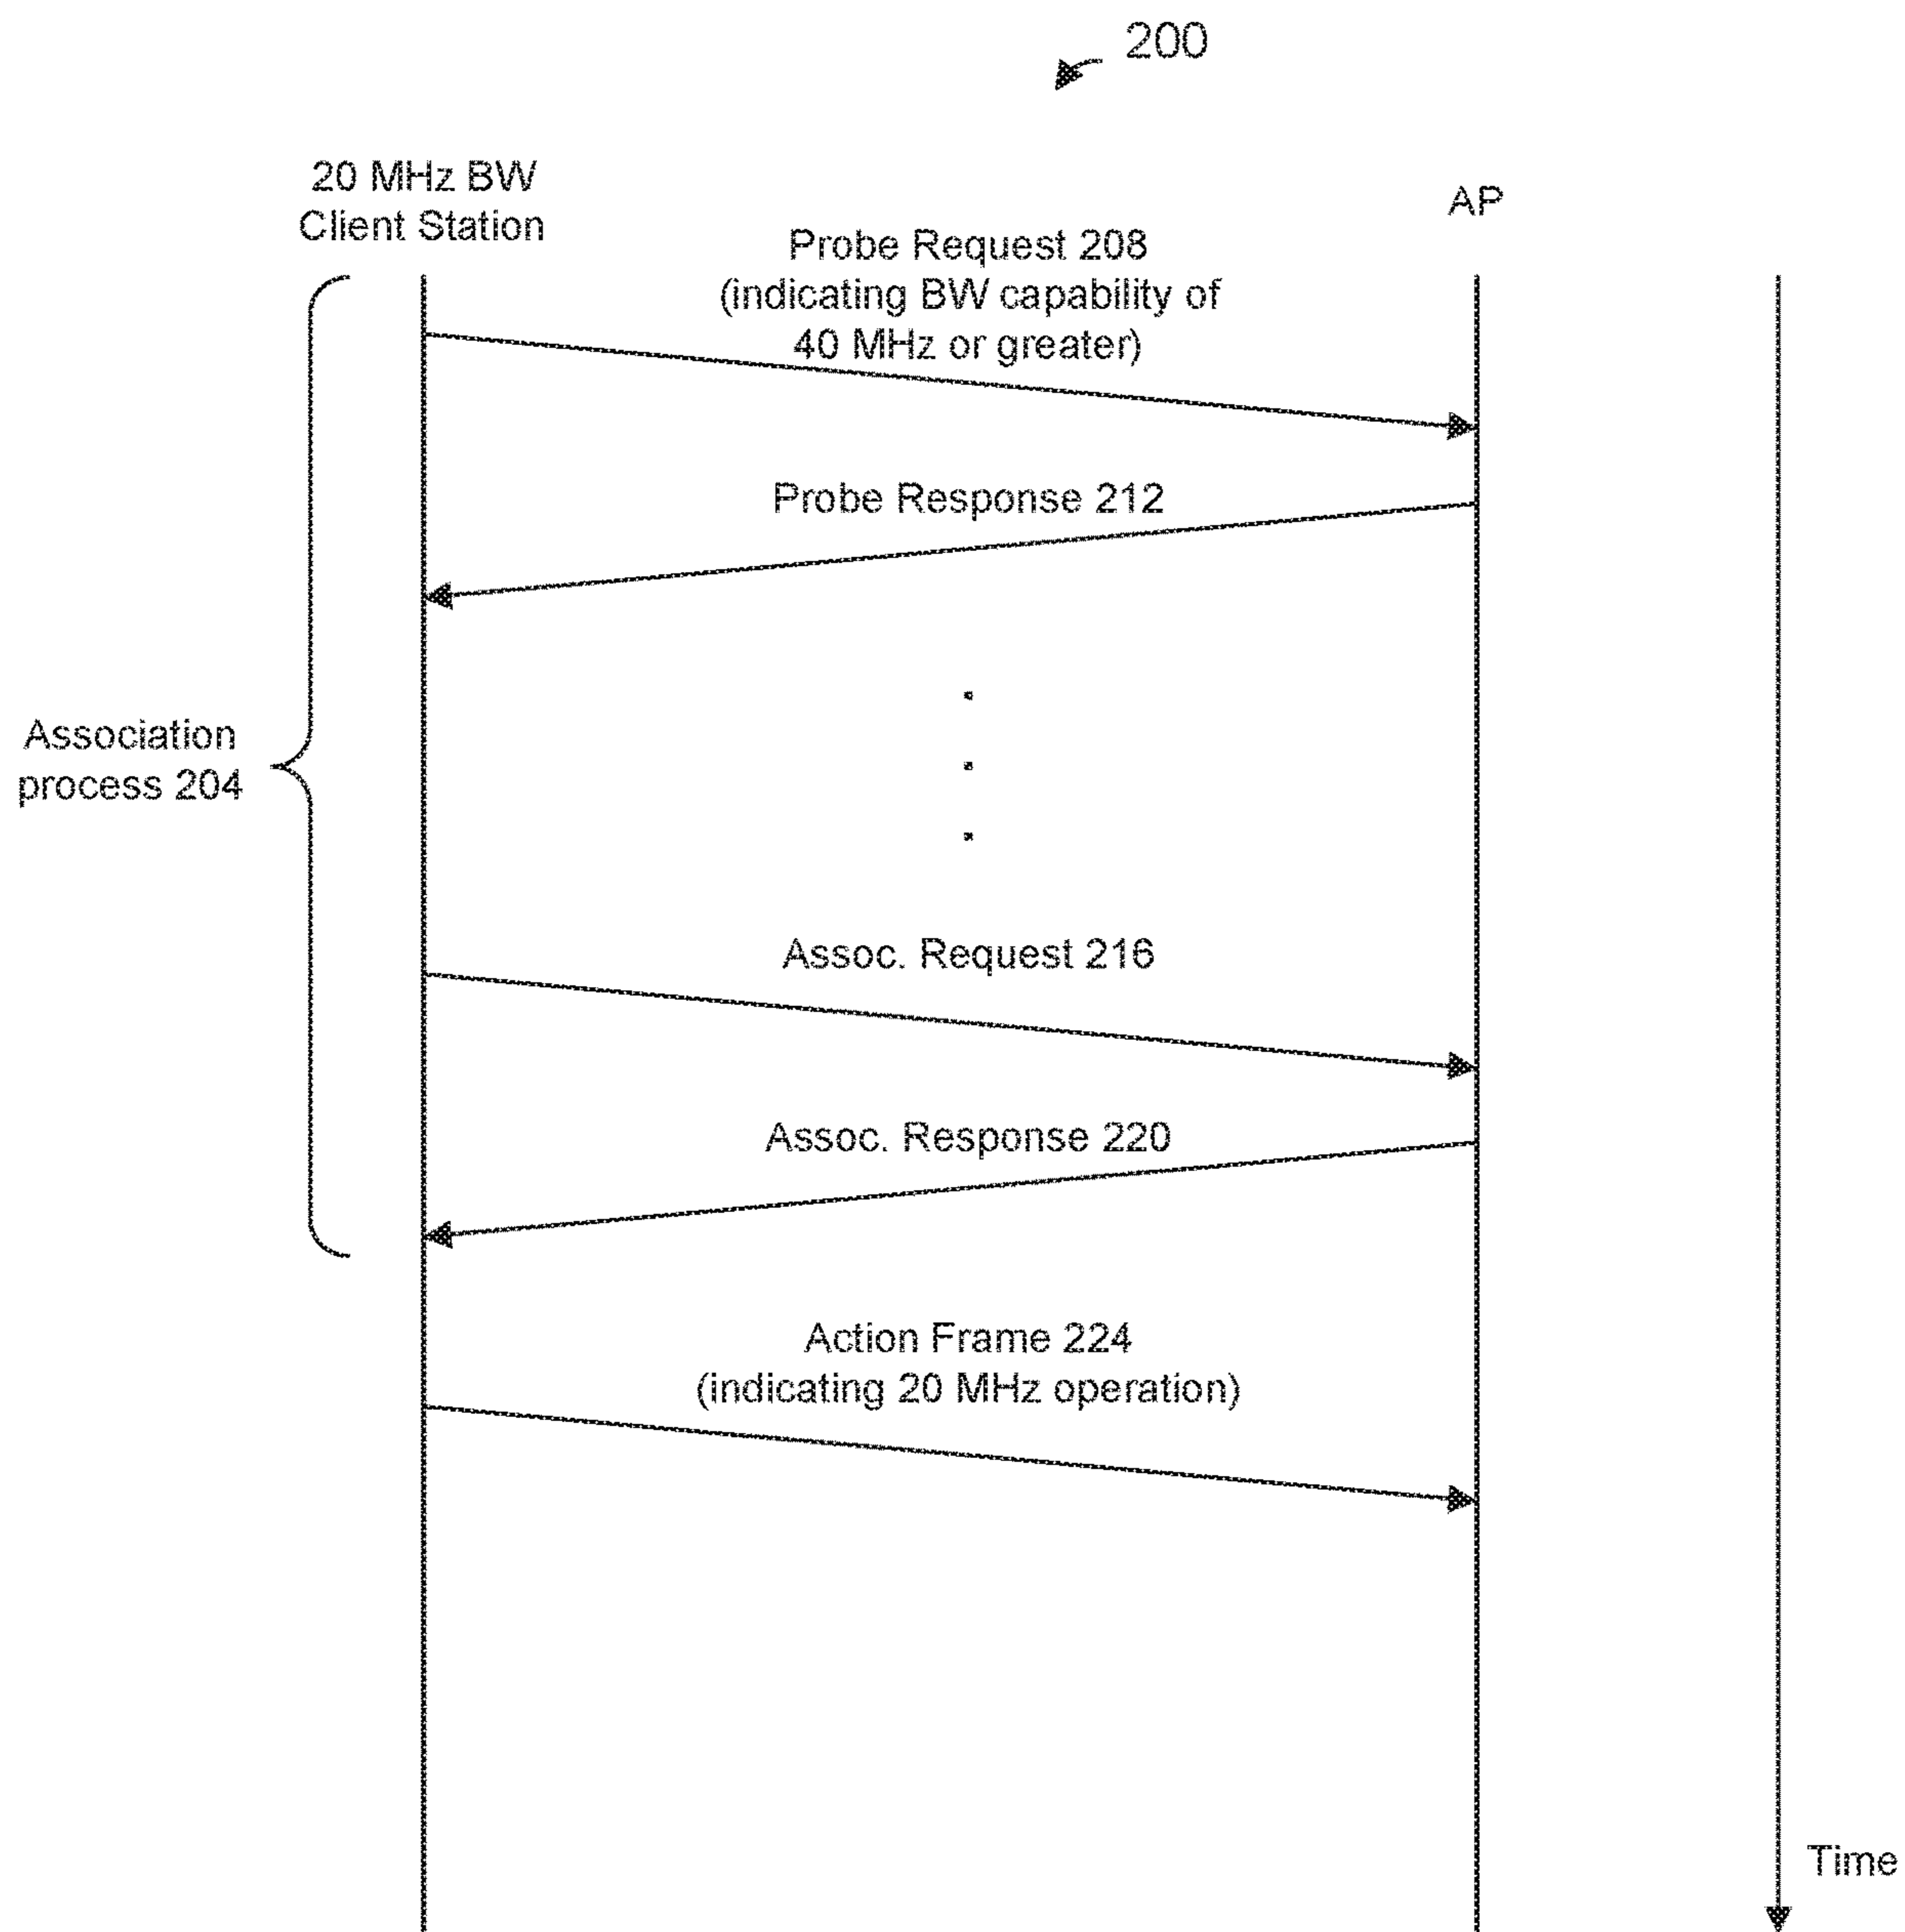 200
20 MHz BW
Client Station
AP
Probe Request 208
(indicating BW capability of
40 MHz or greater)
Probe Response 212
Association
process 204
Assoc. Request 216
Assoc. Response 220
Action Frame 224
(indicating 20 MHz operation)
Time